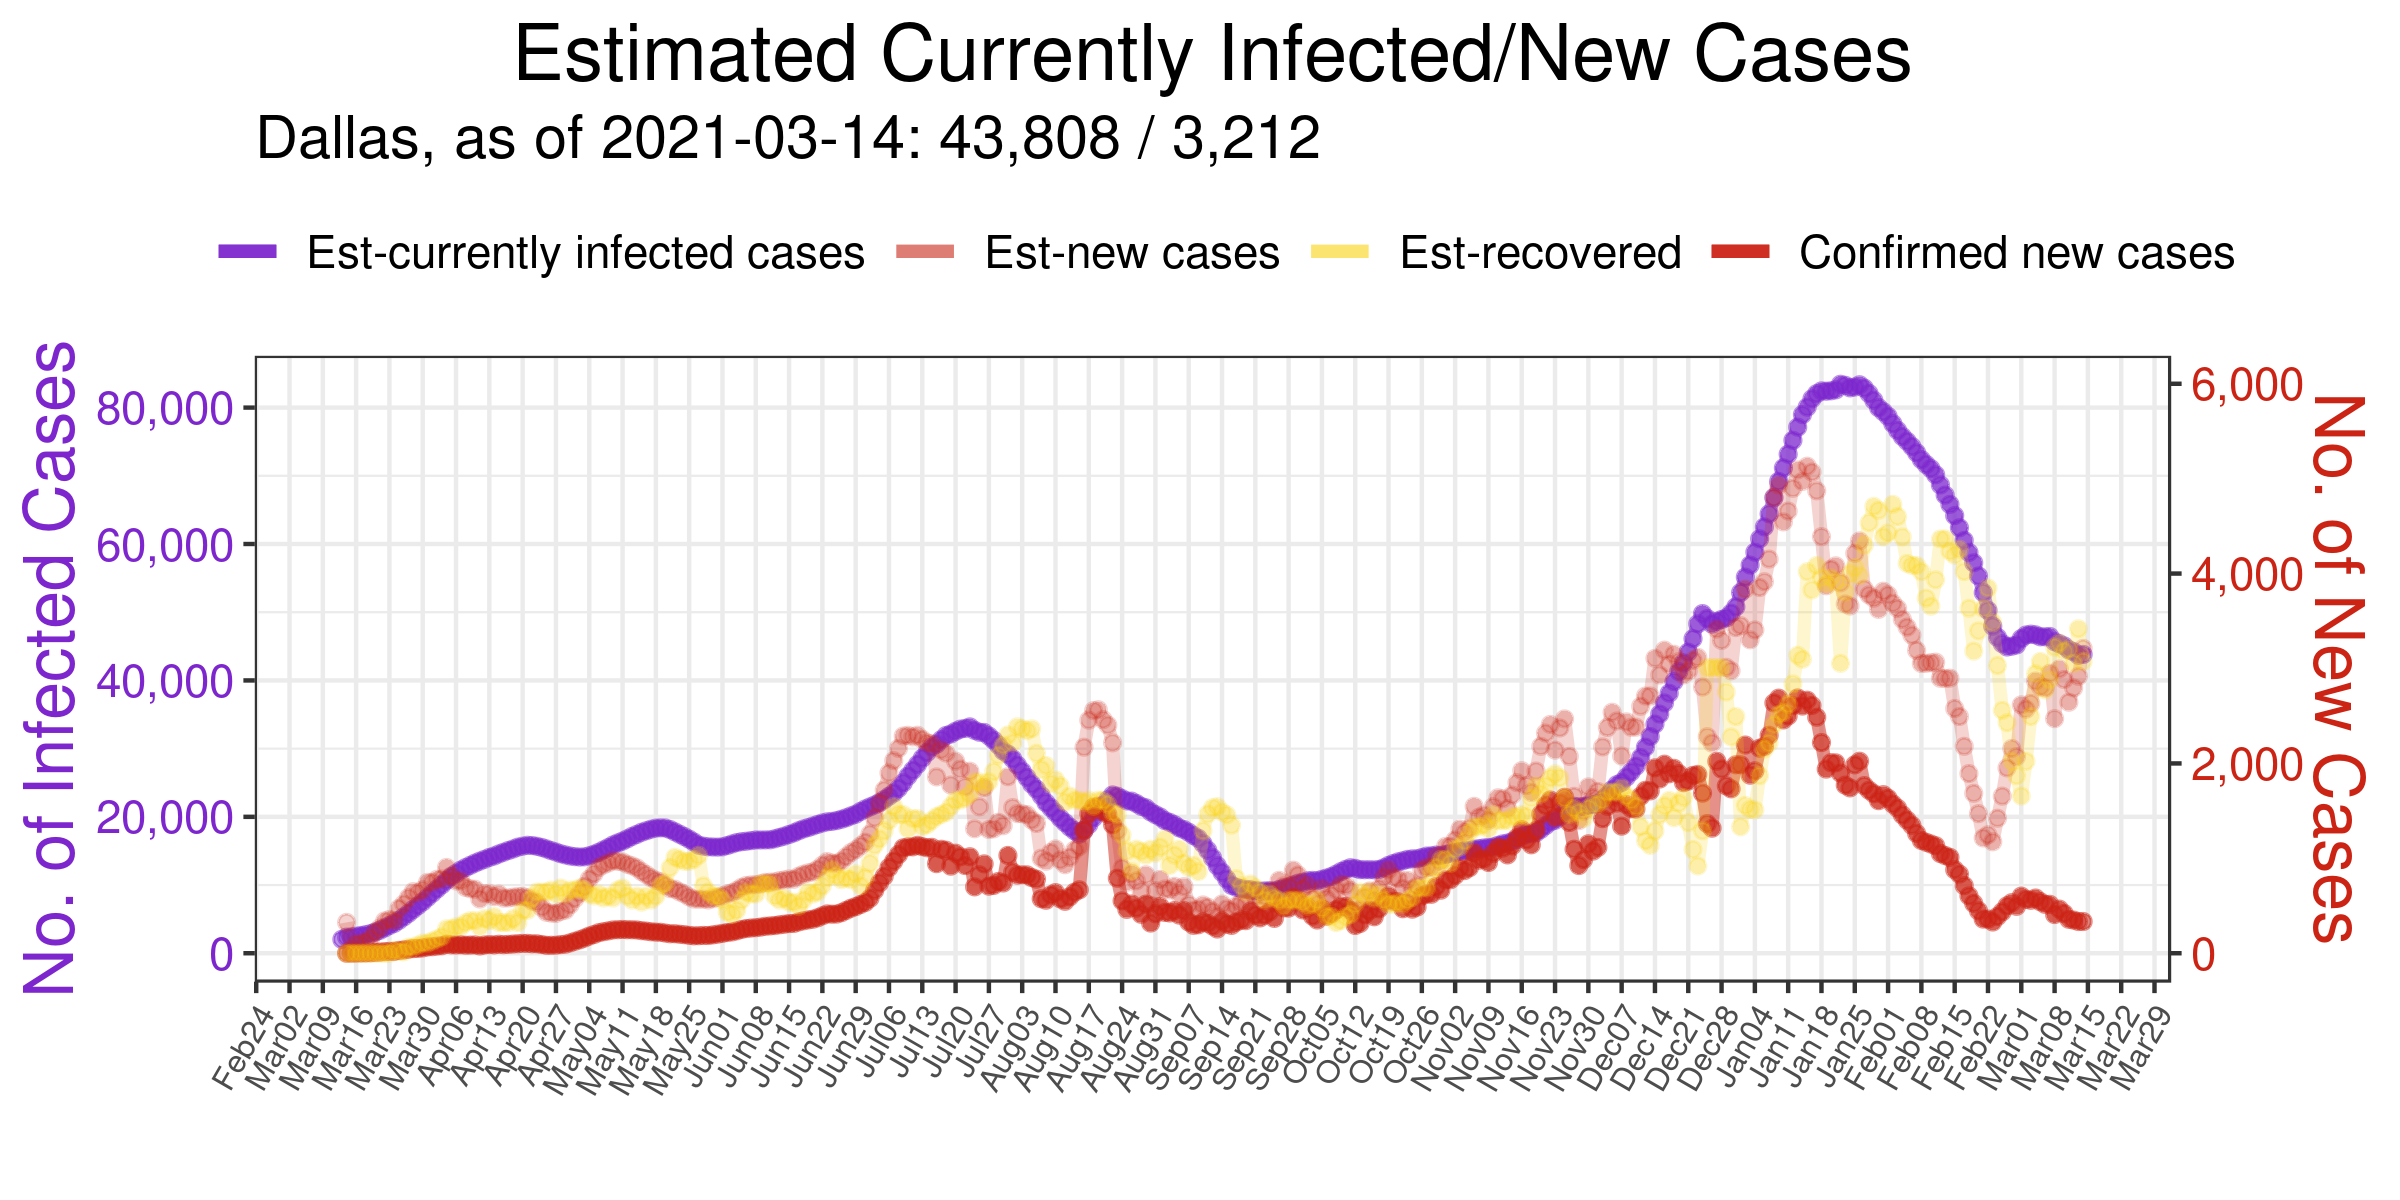 Estimated Currently Infected/New Cases
Dallas, as of 2021-03-14: 43,808 / 3,212
Est-currently infected cases Est-new cases Est-recovered Confirmed new cases
No. of Infected Cases
80,000
60,000
40,000
20,000
0
6,000
4,000
2,000
0
No. of New Cases
Feb24 Mar02 Mar09 Mar16 Mar23 Mar30 Apr06 Apr13 Apr20 Apr27 May04 May11 May18 May25 Jun01 Jun08 Jun15 Jun22 Jun29 Jul06 Jul13 Jul20 Jul27 Aug03 Aug10 Aug17 Aug24 Aug31 Sep07 Sep14 Sep21 Sep28 Oct05 Oct12 Oct19 Oct26 Nov02 Nov09 Nov16 Nov23 Nov30 Dec07 Dec14 Dec21 Dec28 Jan04 Jan11 Jan18 Jan25 Feb01 Feb08 Feb15 Feb22 Mar01 Mar08 Mar15 Mar22 Mar29